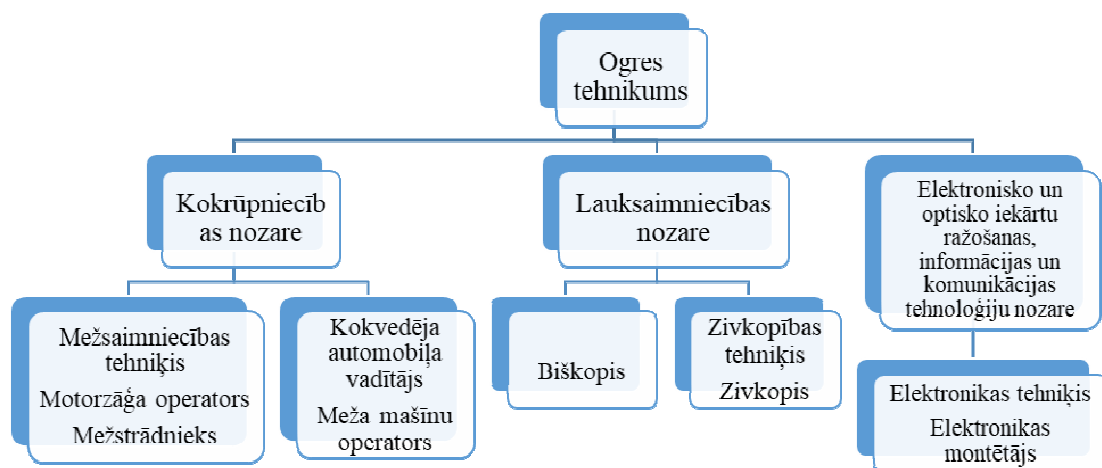 Ogres
tehnikums
Kokrūpniecīb
as nozare
Lauksaimniecības
nozare
Elektronisko un
optisko iekārtu
ražošanas,
informācijas un
komunikācijas
tehnoloģiju nozare
Mežsaimniecības
tehniķis
Motorzāģa operators
Mežstrādnieks
Kokvedēja
automobiļa
vadītājs
Meža mašīnu
operators
Biškopis
Zivkopības
tehniķis
Zivkopis
Elektronikas tehniķis
Elektronikas
montētājs